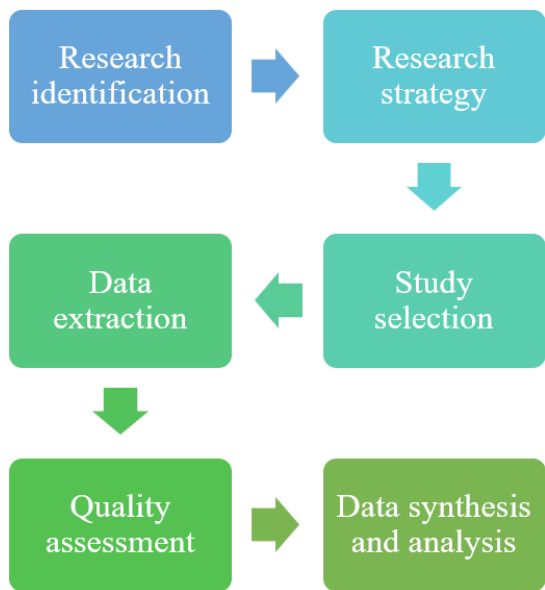 Research
identification
Research
strategy
Study
selection
Data
extraction
Quality
assessment
Data synthesis
and analysis